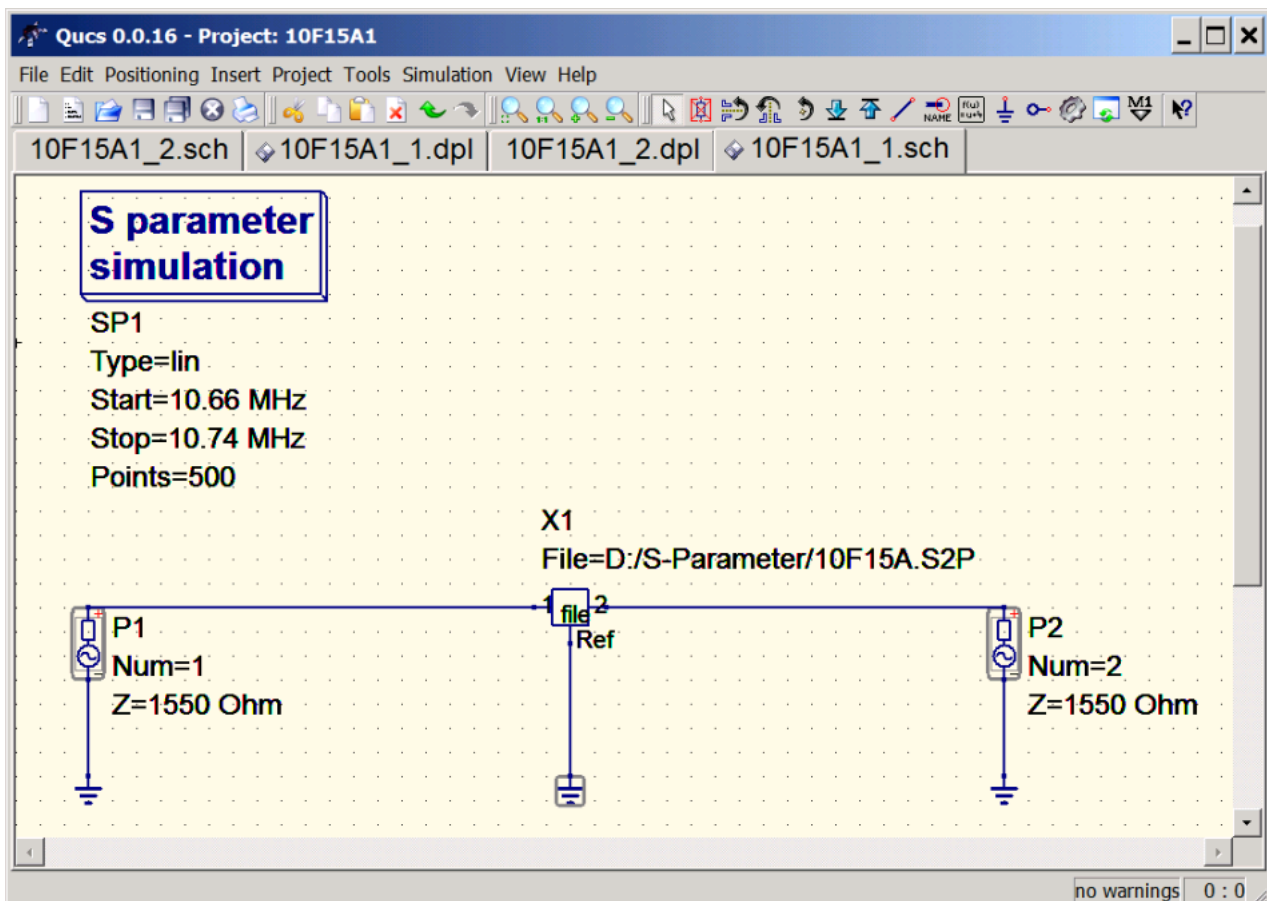 Qucs 0.0.16 - Project: 10F15A1
File Edit Positioning Insert Project Tools Simulation View Help
NAME
M1
10F15A1_2.sch 10F15A1_1.dpl 10F15A1_2.dpl 10F15A1_1.sch
S parameter
simulation
SP1
Type=lin
Start=10.66 MHz
Stop=10.74 MHz
Points=500
X1
File=D:/S-Parameter/10F15A.S2P
1 file 2
Ref
P1
Num=1
Z=1550 Ohm
P2
Num=2
Z=1550 Ohm
no warnings 0 : 0